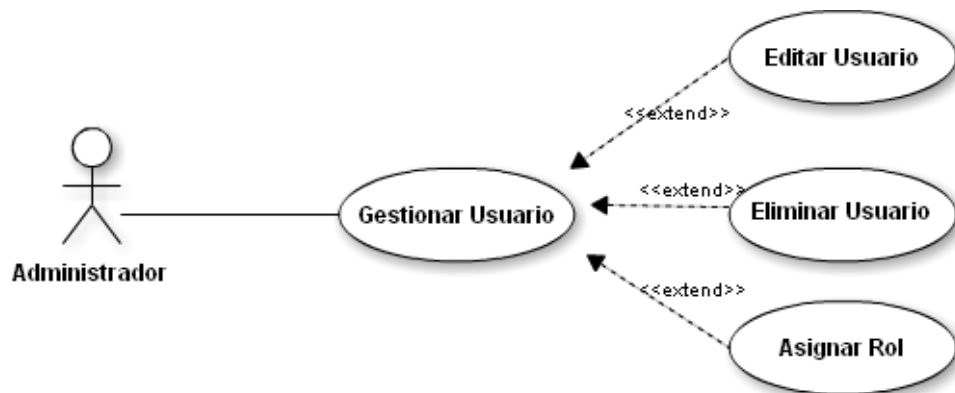 Editar Usuario
<<extend>>
<<extend>>
Gestionar Usuario
Eliminar Usuario
Administrador
<<extend>>
Asignar Rol